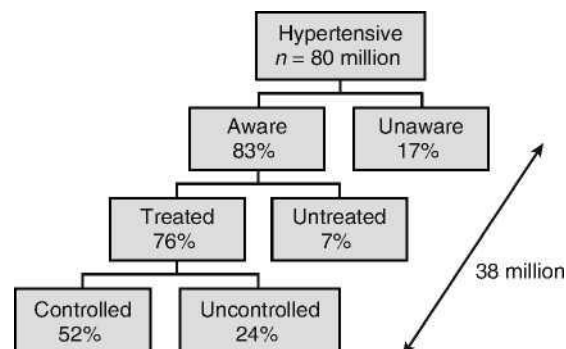 Hypertensive
n = 80 million
Aware
83%
Unaware
17%
Treated
76%
Untreated
7%
38 million
Controlled
52%
Uncontrolled
24%